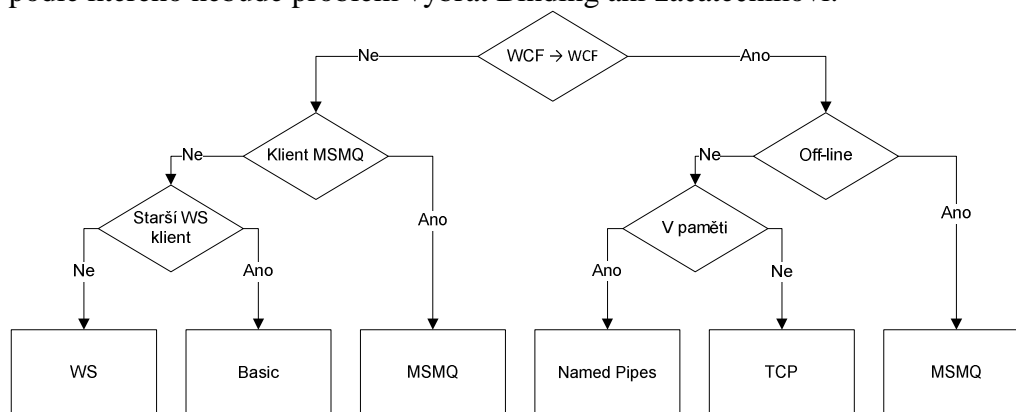 podle kterého nebude problém vybrat Binding ani začátečníkovi.
WCF → WCF
Ne
Ano
Klient MSMQ
Off-line
Ne
Ne
Starší WS
klient
Ano
V paměti
Ano
Ne
Ano
Ano
Ne
WS
Basic
MSMQ
Named Pipes
TCP
MSMQ